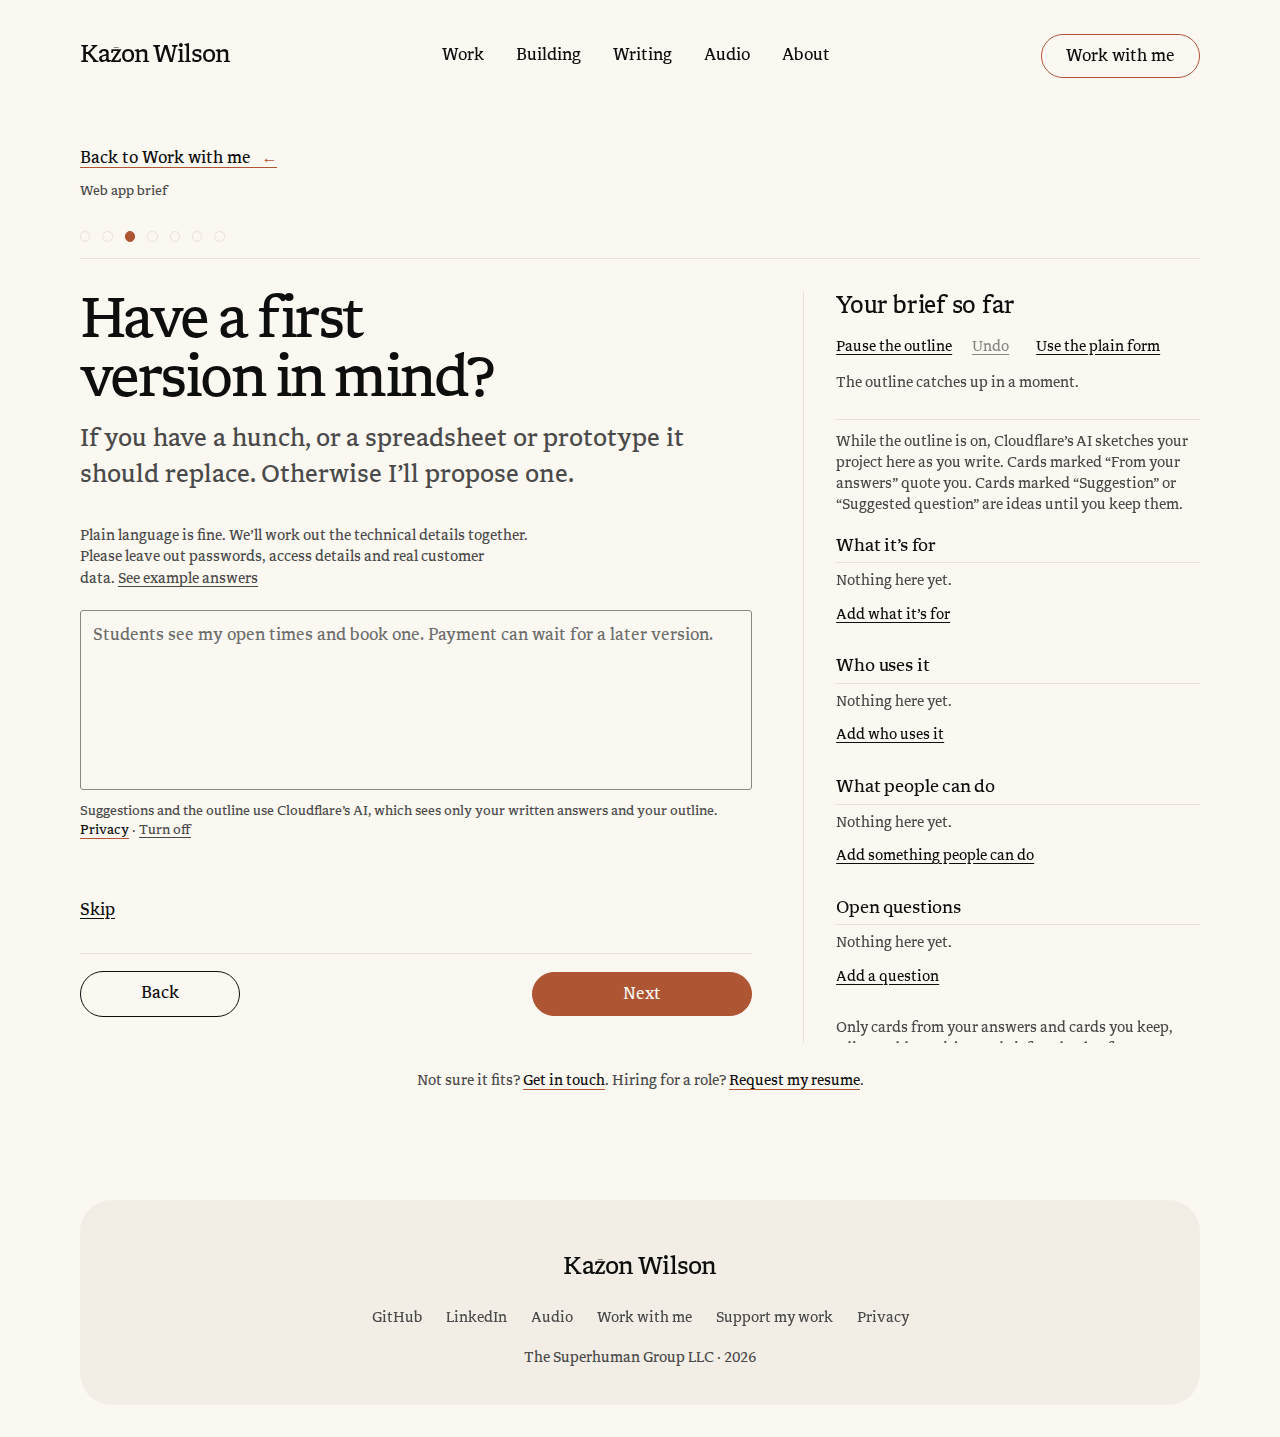 Kazon Wilson
Work
Building
Writing
Audio
About
Work with me
Back to Work with me ←
Web app brief
Have a first
version in mind?
If you have a hunch, or a spreadsheet or prototype it
should replace. Otherwise I’ll propose one.
Plain language is fine. We’ll work out the technical details together.
Please leave out passwords, access details and real customer
data. See example answers
Students see my open times and book one. Payment can wait for a later version.
Suggestions and the outline use Cloudflare’s AI, which sees only your written answers and your outline.
Privacy · Turn off
Skip
Back
Next
Your brief so far
Pause the outline
Undo
Use the plain form
The outline catches up in a moment.
While the outline is on, Cloudflare’s AI sketches your
project here as you write. Cards marked “From your
answers” quote you. Cards marked “Suggestion” or
“Suggested question” are ideas until you keep them.
What it’s for
Nothing here yet.
Add what it’s for
Who uses it
Nothing here yet.
Add who uses it
What people can do
Nothing here yet.
Add something people can do
Open questions
Nothing here yet.
Add a question
Only cards from your answers and cards you keep,
Not sure it fits? Get in touch. Hiring for a role? Request my resume.
Kazon Wilson
GitHub
LinkedIn
Audio
Work with me
Support my work
Privacy
The Superhuman Group LLC · 2026